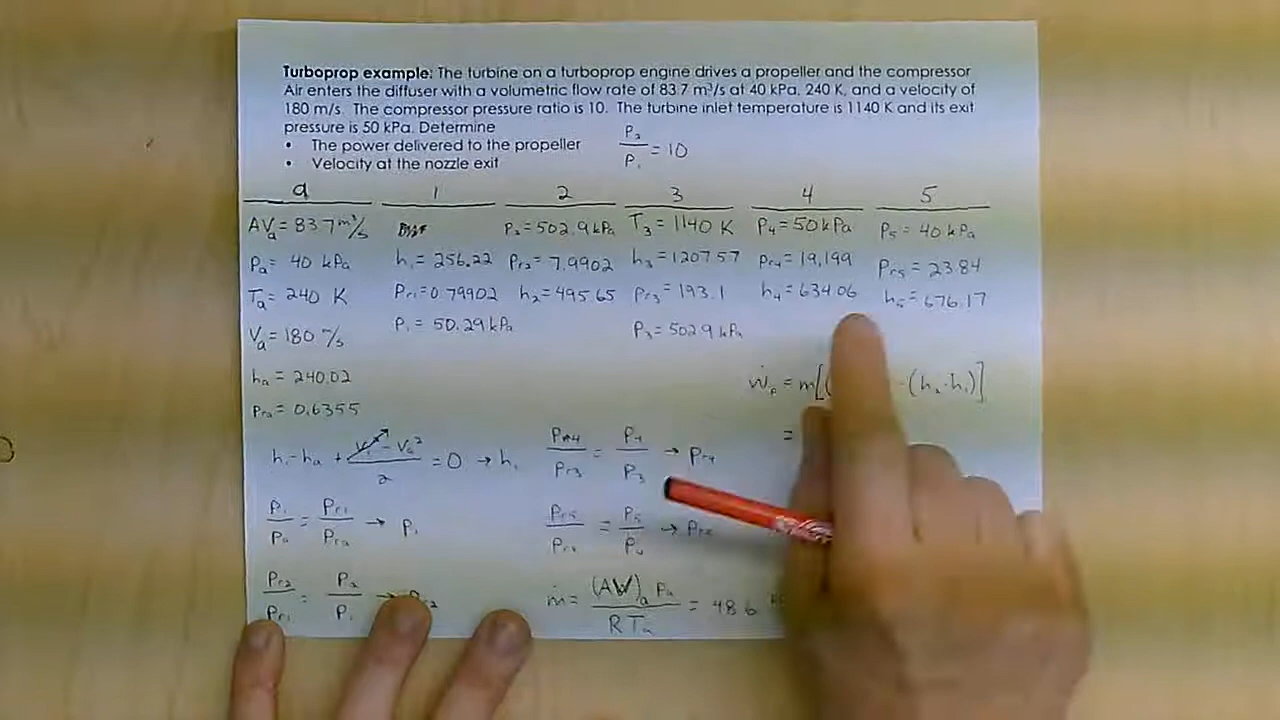 Turboprop example: The turbine on a turboprop engine drives a propeller and the compressor
Air enters the diffuser with a volumetric flow rate of 83.7 m³/s at 40 kPa, 240 K, and a velocity of
180 m/s. The compressor pressure ratio is 10. The turbine inlet temperature is 1140 K and its exit
pressure is 50 kPa. Determine
• The power delivered to the propeller
• Velocity at the nozzle exit
P₂/P₁ = 10
a 1 2 3 4 5
AVₐ = 83.7 m³/s P₂ = 502.9 kPa T₃ = 1140 K P₄ = 50 kPa P₅ = 40 kPa
Pₐ = 40 kPa h₁ = 256.22 Pr₂ = 7.9902 h₃ = 1207.57 Pr₄ = 19.199 Pr₅ = 23.84
Tₐ = 240 K Pr₁ = 0.79902 h₂ = 495.65 Pr₃ = 193.1 h₄ = 634.06 h₅ = 676.17
Vₐ = 180 m/s P₁ = 50.29 kPa P₃ = 502.9 kPa
hₐ = 240.02 Ẇₚ = ṁ[( -(h₂-h₁)]
Prₐ = 0.6355 =
h₁-hₐ + (V₁²-Vₐ²)/2 = 0 → h₁ Pr₄/Pr₃ = P₄/P₃ → Pr₄
P₁/Pₐ = Pr₁/Prₐ → P₁ Pr₅/Pr₄ = P₅/P₄ →
Pr₂/Pr₁ = P₂/P₁ → ṁ = (AV)ₐ Pₐ/RTₐ = 48.6